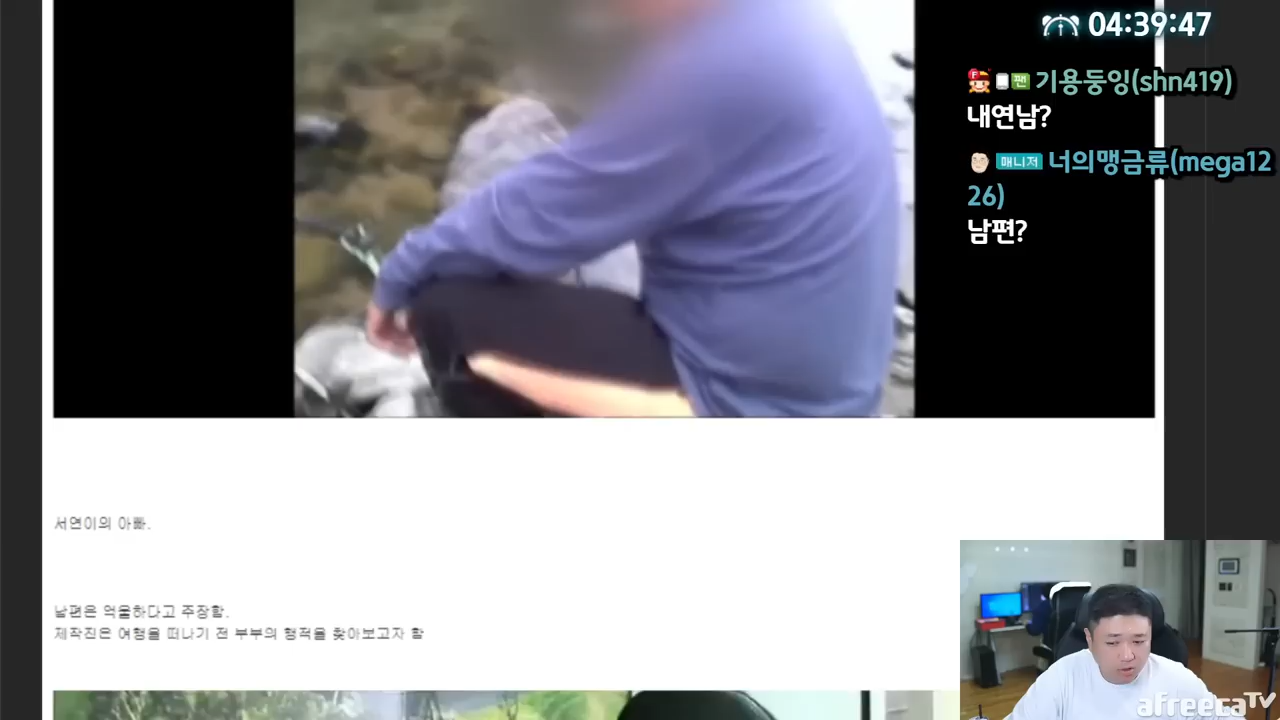 04:39:47
팬 기용둥잉(shn419)
내연남?
매니저 너의맹금류(mega12
26)
남편?
서연이의 아빠.
남편은 억울하다고 주장함.
제작진은 여행을 떠나기 전 부부의 행적을 찾아보고자 함
afreecaTV